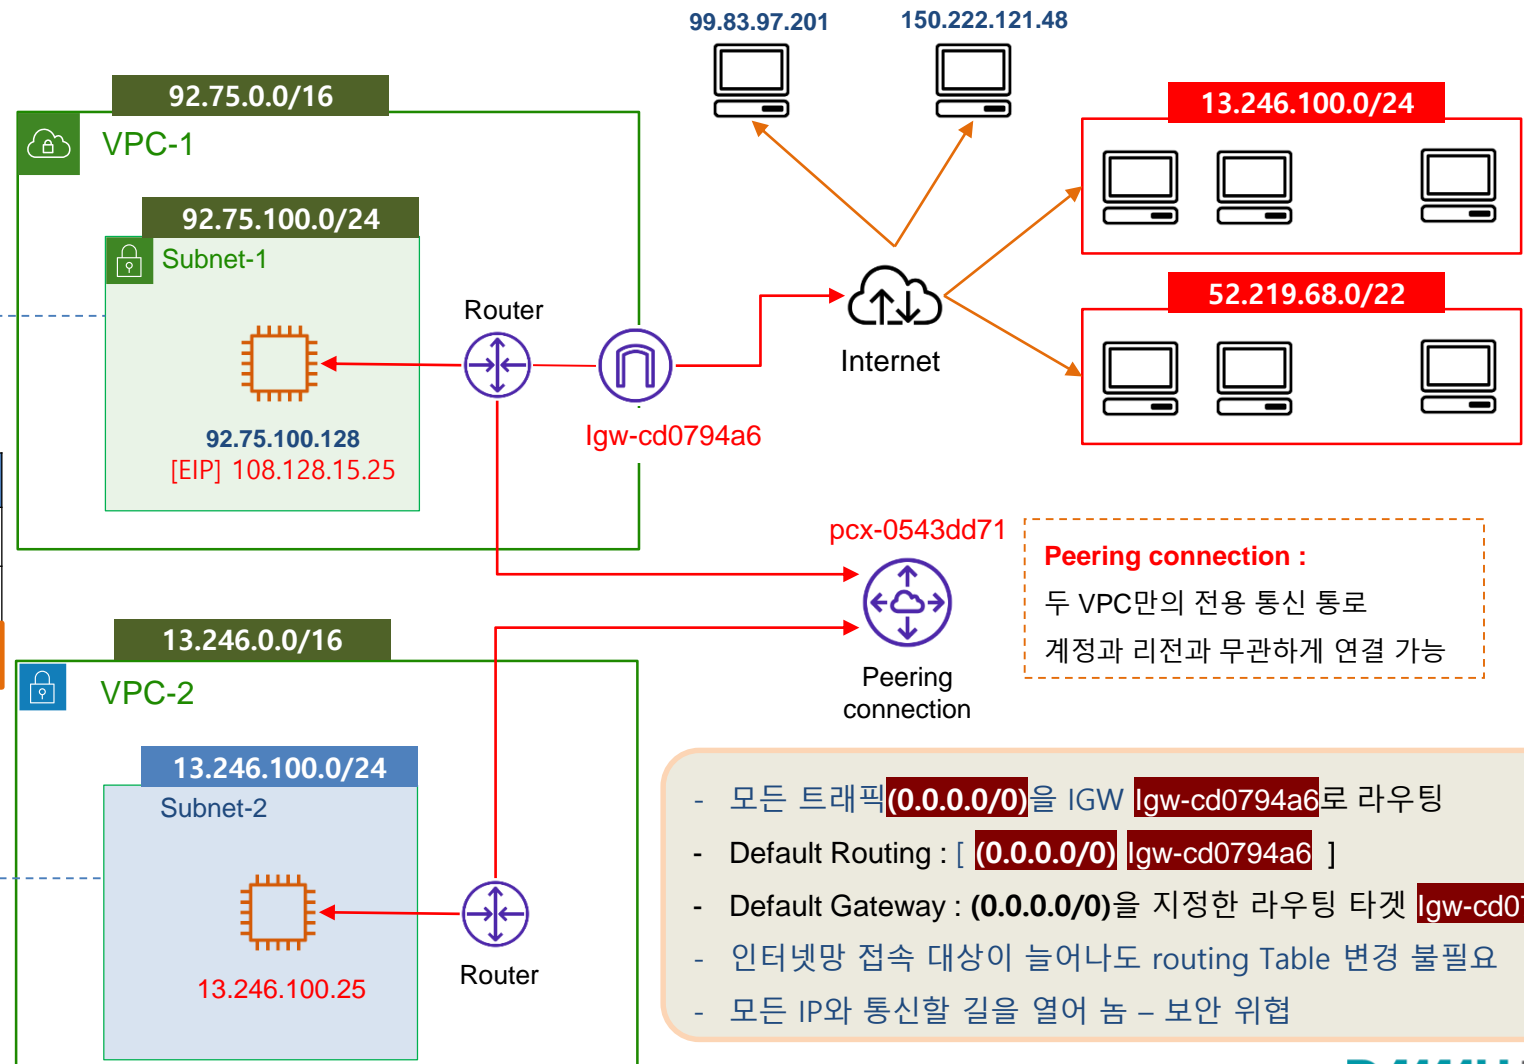 99.83.97.201
150.222.121.48
92.75.0.0/16
VPC-1
13.246.100.0/24
92.75.100.0/24
Subnet-1
Router
52.219.68.0/22
Internet
92.75.100.128
[EIP] 108.128.15.25
Igw-cd0794a6
pcx-0543dd71
Peering connection :
두 VPC만의 전용 통신 통로
계정과 리전과 무관하게 연결 가능
Peering
connection
13.246.0.0/16
VPC-2
13.246.100.0/24
Subnet-2
13.246.100.25
Router
- 모든 트래픽(0.0.0.0/0)을 IGW Igw-cd0794a6로 라우팅
- Default Routing : [ (0.0.0.0/0) Igw-cd0794a6 ]
- Default Gateway : (0.0.0.0/0)을 지정한 라우팅 타겟 Igw-cd07
- 인터넷망 접속 대상이 늘어나도 routing Table 변경 불필요
- 모든 IP와 통신할 길을 열어 놈 – 보안 위협